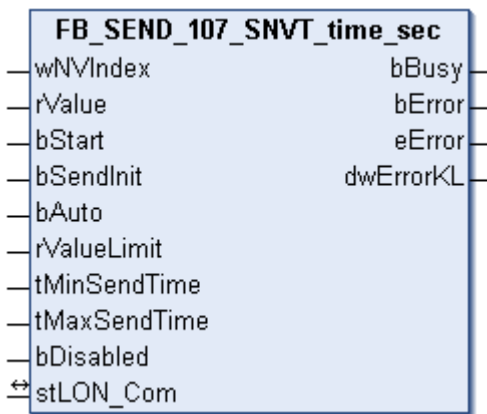 FB_SEND_107_SNVT_time_sec
wNVIndex bBusy
rValue bError
bStart eError
bSendInit dwErrorKL
bAuto
rValueLimit
tMinSendTime
tMaxSendTime
bDisabled
stLON_Com